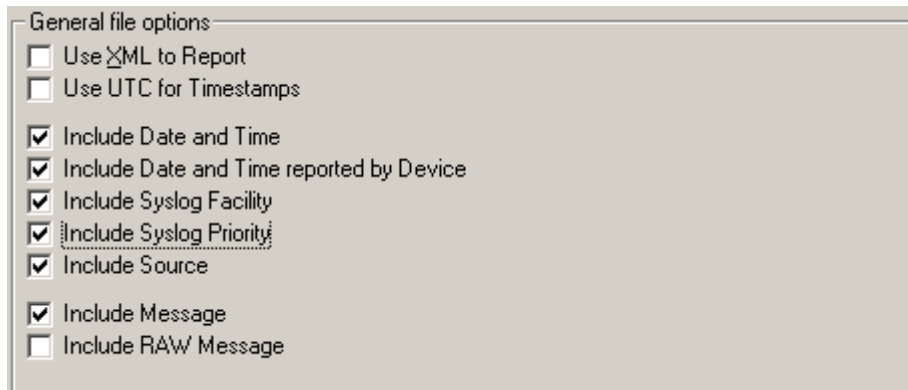 General file options
Use XML to Report
Use UTC for Timestamps
Include Date and Time
Include Date and Time reported by Device
Include Syslog Facility
Include Syslog Priority
Include Source
Include Message
Include RAW Message